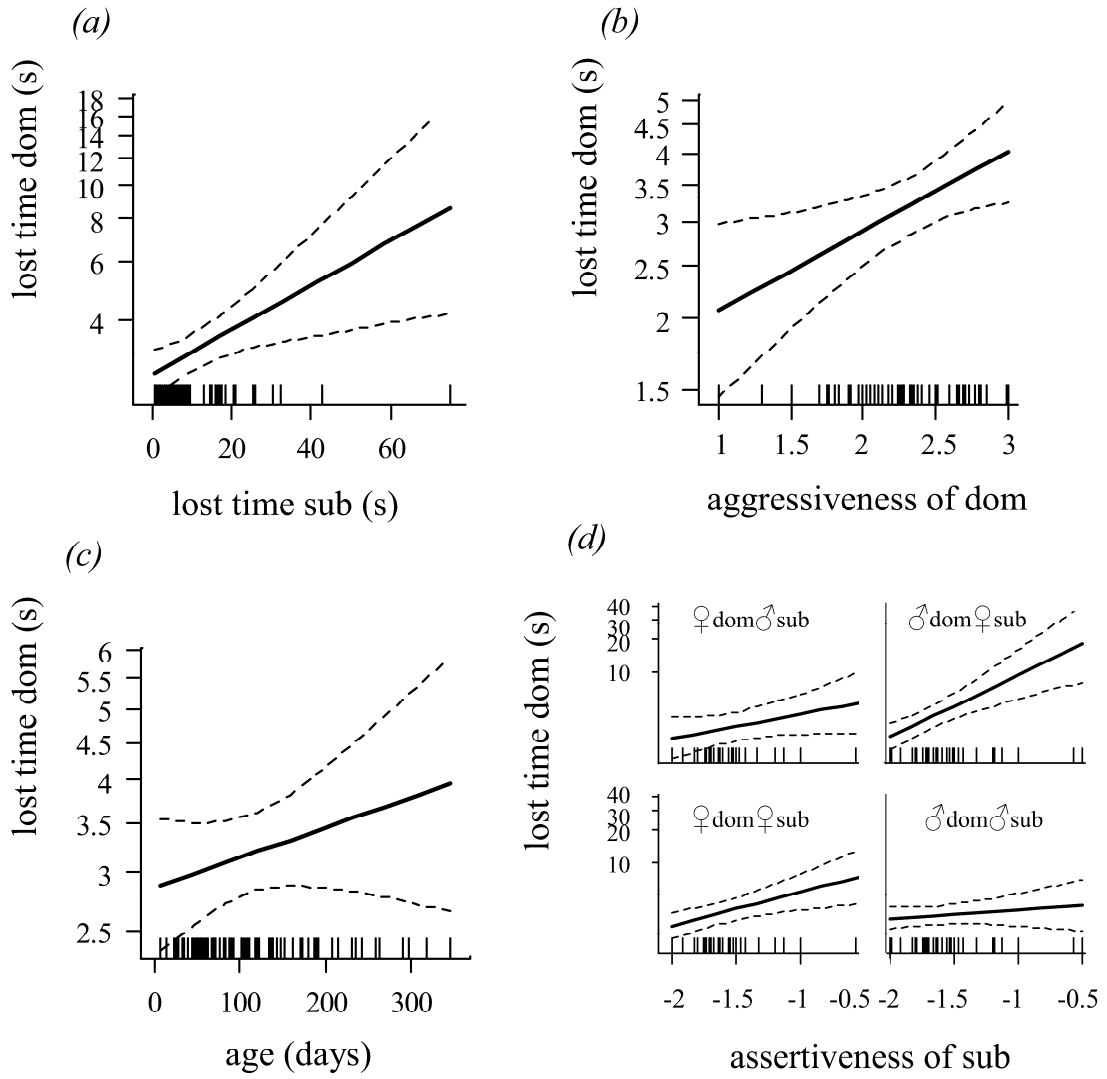 (a)
lost time dom (s)
18
16
14
12
10
8
6
4
0 20 40 60
lost time sub (s)
(b)
lost time dom (s)
5
4.5
4
3.5
3
2.5
2
1.5
1 1.5 2 2.5 3
aggressiveness of dom
(c)
lost time dom (s)
6
5.5
5
4.5
4
3.5
3
2.5
0 100 200 300
age (days)
(d)
lost time dom (s)
40
30
20
10
♀dom♂sub
♂dom♀sub
40
30
20
10
♀dom♀sub
♂dom♂sub
-2 -1.5 -1 -0.5 -2 -1.5 -1 -0.5
assertiveness of sub